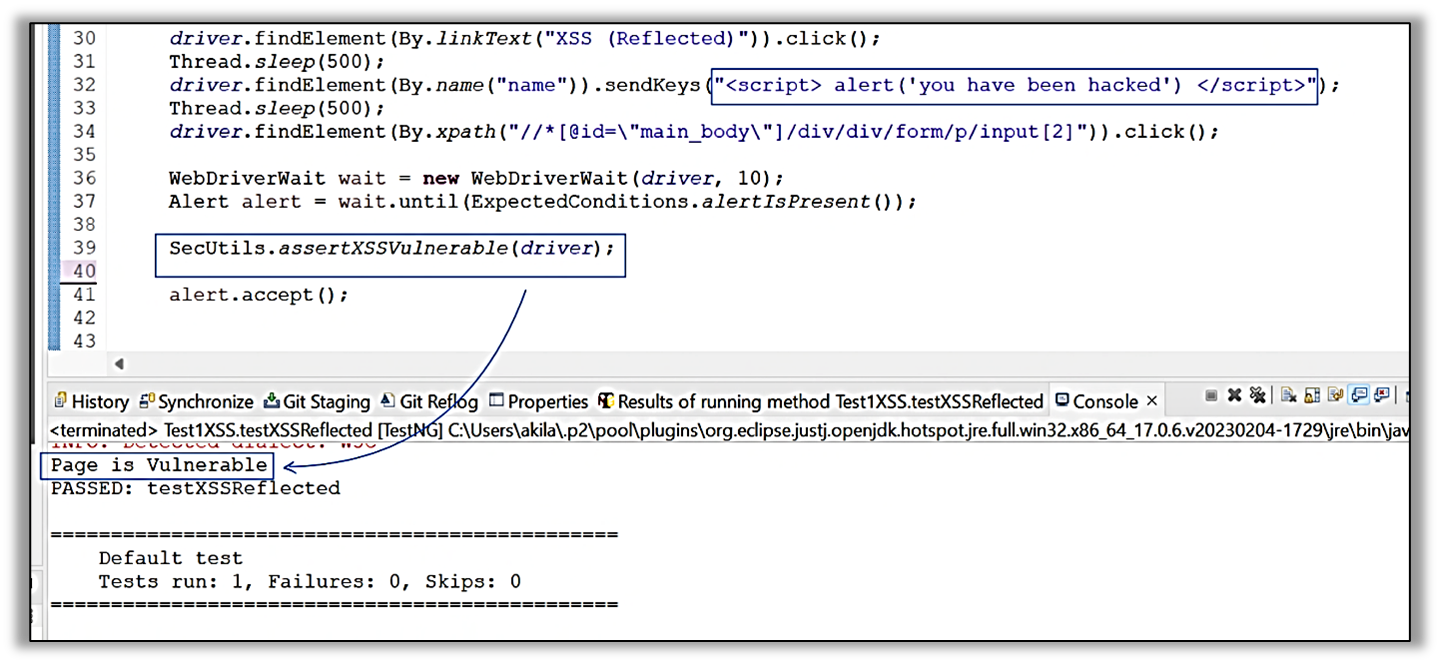 30 driver.findElement(By.linkText("XSS (Reflected)")).click();
31 Thread.sleep(500);
32 driver.findElement(By.name("name")).sendKeys("<script> alert('you have been hacked') </script>");
33 Thread.sleep(500);
34 driver.findElement(By.xpath("//*[@id=\"main_body\"]/div/div/form/p/input[2]")).click();
35
36 WebDriverWait wait = new WebDriverWait(driver, 10);
37 Alert alert = wait.until(ExpectedConditions.alertIsPresent());
38
39 SecUtils.assertXSSVulnerable(driver);
40
41 alert.accept();
42
43
History Synchronize Git Staging Git Reflog Properties Results of running method Test1XSS.testXSSReflected Console
<terminated> Test1XSS.testXSSReflected [TestNG] C:\Users\akila\.p2\pool\plugins\org.eclipse.justj.openjdk.hotspot.jre.full.win32.x86_64_17.0.6.v20230204-1729\jre\bin\jav
INFO: Detected dialect: W3C
Page is Vulnerable
PASSED: testXSSReflected
===============================================
Default test
Tests run: 1, Failures: 0, Skips: 0
===============================================